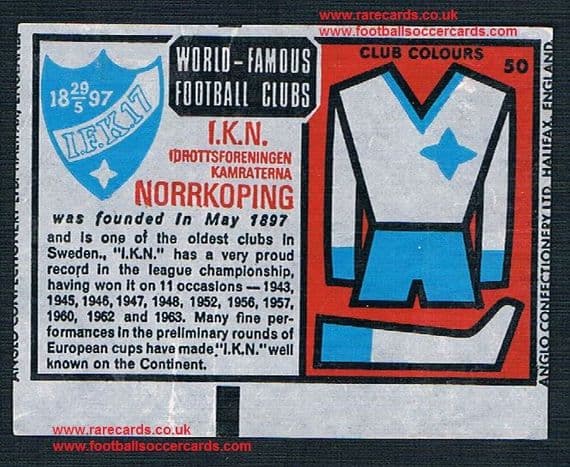 www.rarecards.co.uk
www.footballsoccercards.com
WORLD-FAMOUS
FOOTBALL CLUBS
18 29/5 97
I.F.K.17
I.K.N.
IDROTTSFORENINGEN
KAMRATERNA
NORRKOPING
was founded in May 1897
and is one of the oldest clubs in
Sweden., "I.K.N." has a very proud
record in the league championship,
having won it on 11 occasions — 1943,
1945, 1946, 1947, 1948, 1952, 1956, 1957,
1960, 1962 and 1963. Many fine per-
formances in the preliminary rounds of
European cups have made "I.K.N." well
known on the Continent.
CLUB COLOURS
50
ANGLO CONFECTIONERY LTD. HALIFAX, ENGLAND
www.rarecards.co.uk
www.footballsoccercards.com